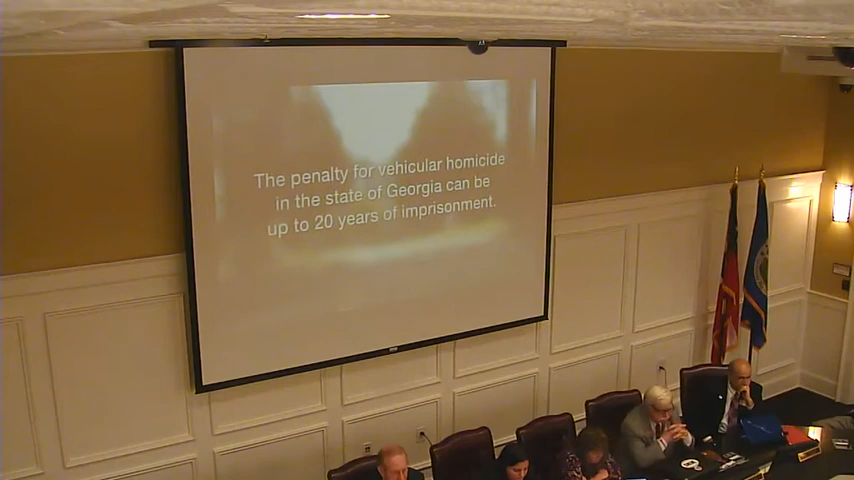 The penalty for vehicular homicide
in the state of Georgia can be
up to 20 years of imprisonment.